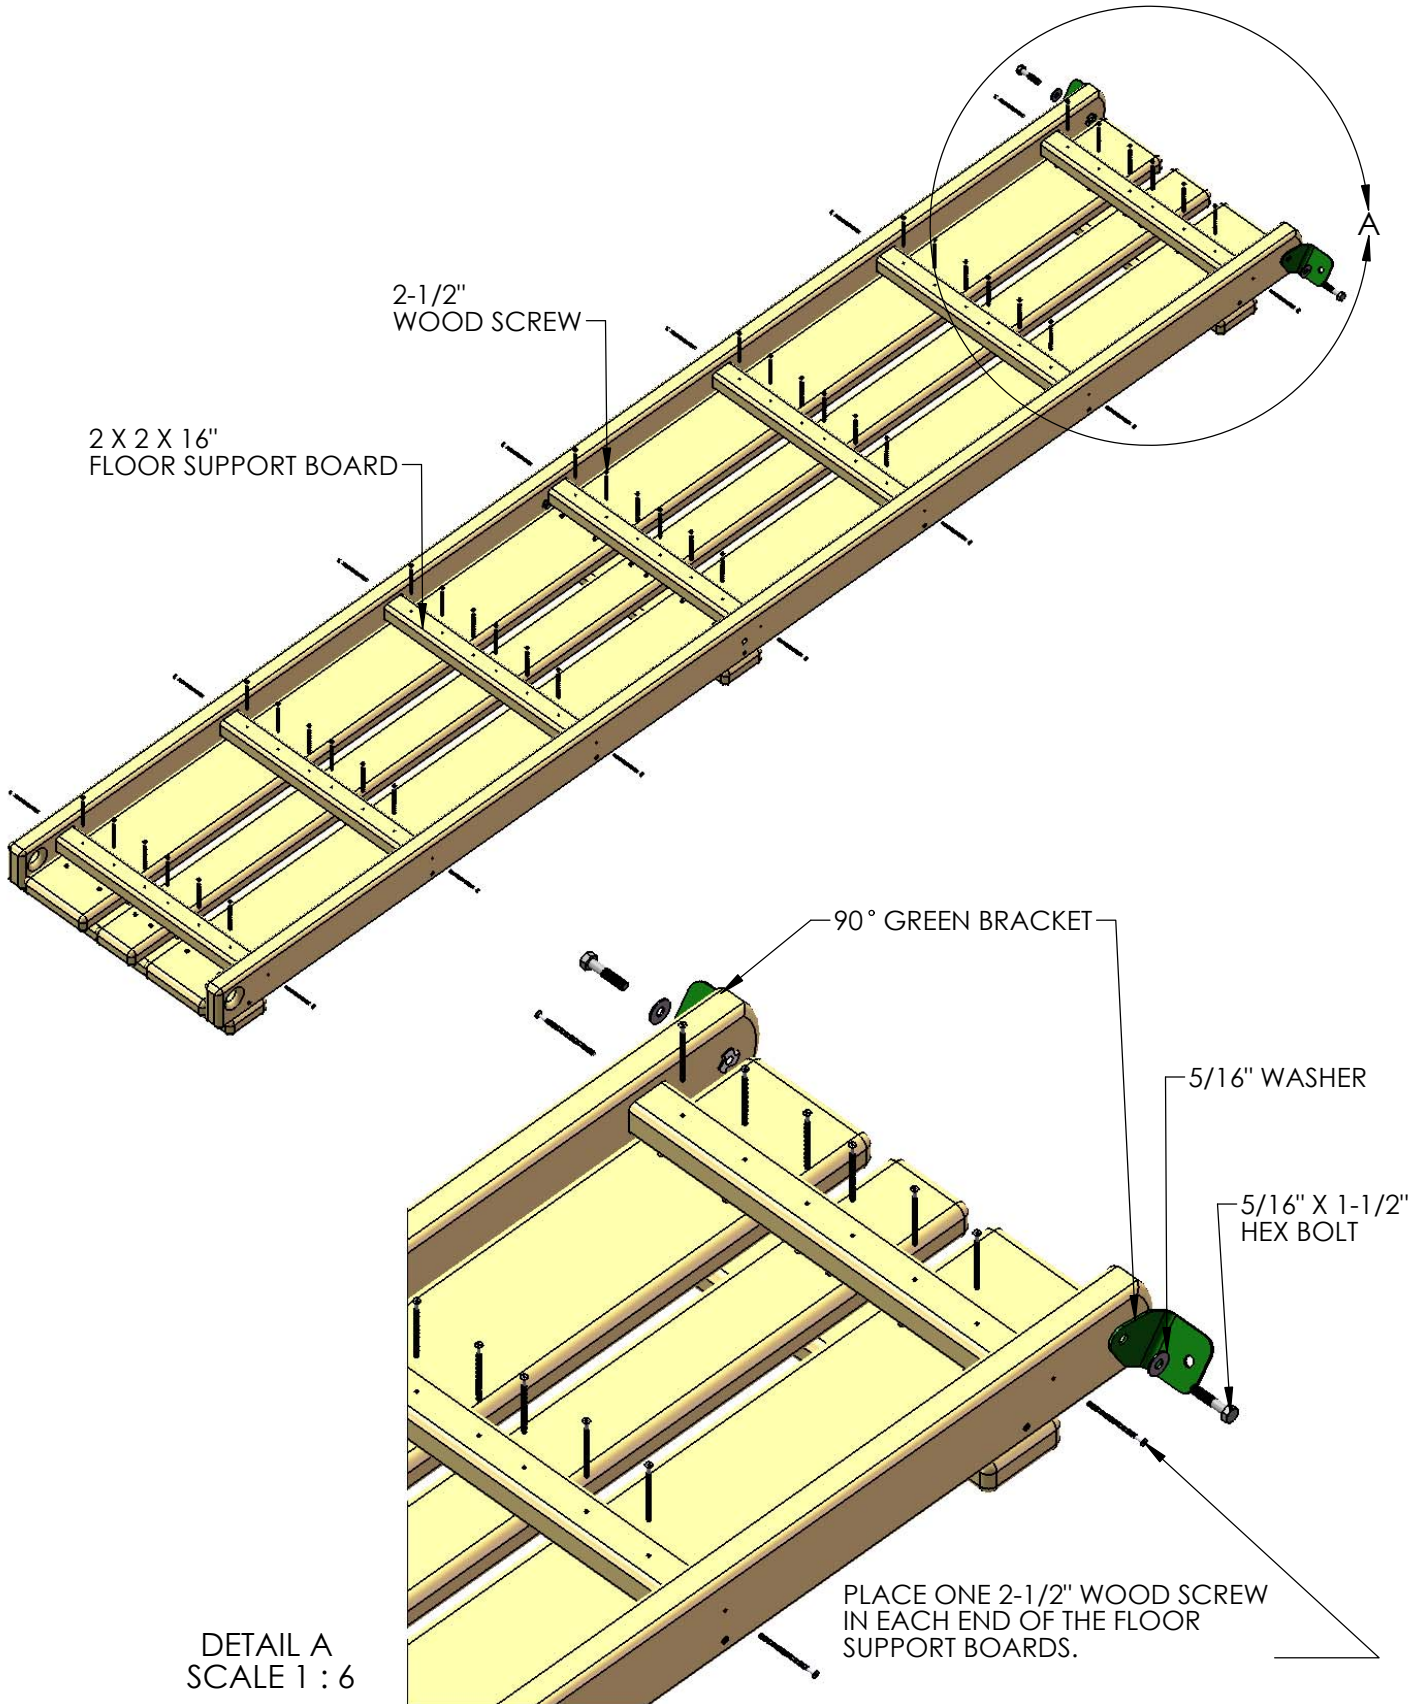 A
2-1/2"
WOOD SCREW
2 X 2 X 16"
FLOOR SUPPORT BOARD
90° GREEN BRACKET
5/16" WASHER
5/16" X 1-1/2"
HEX BOLT
PLACE ONE 2-1/2" WOOD SCREW
IN EACH END OF THE FLOOR
SUPPORT BOARDS.
DETAIL A
SCALE 1 : 6